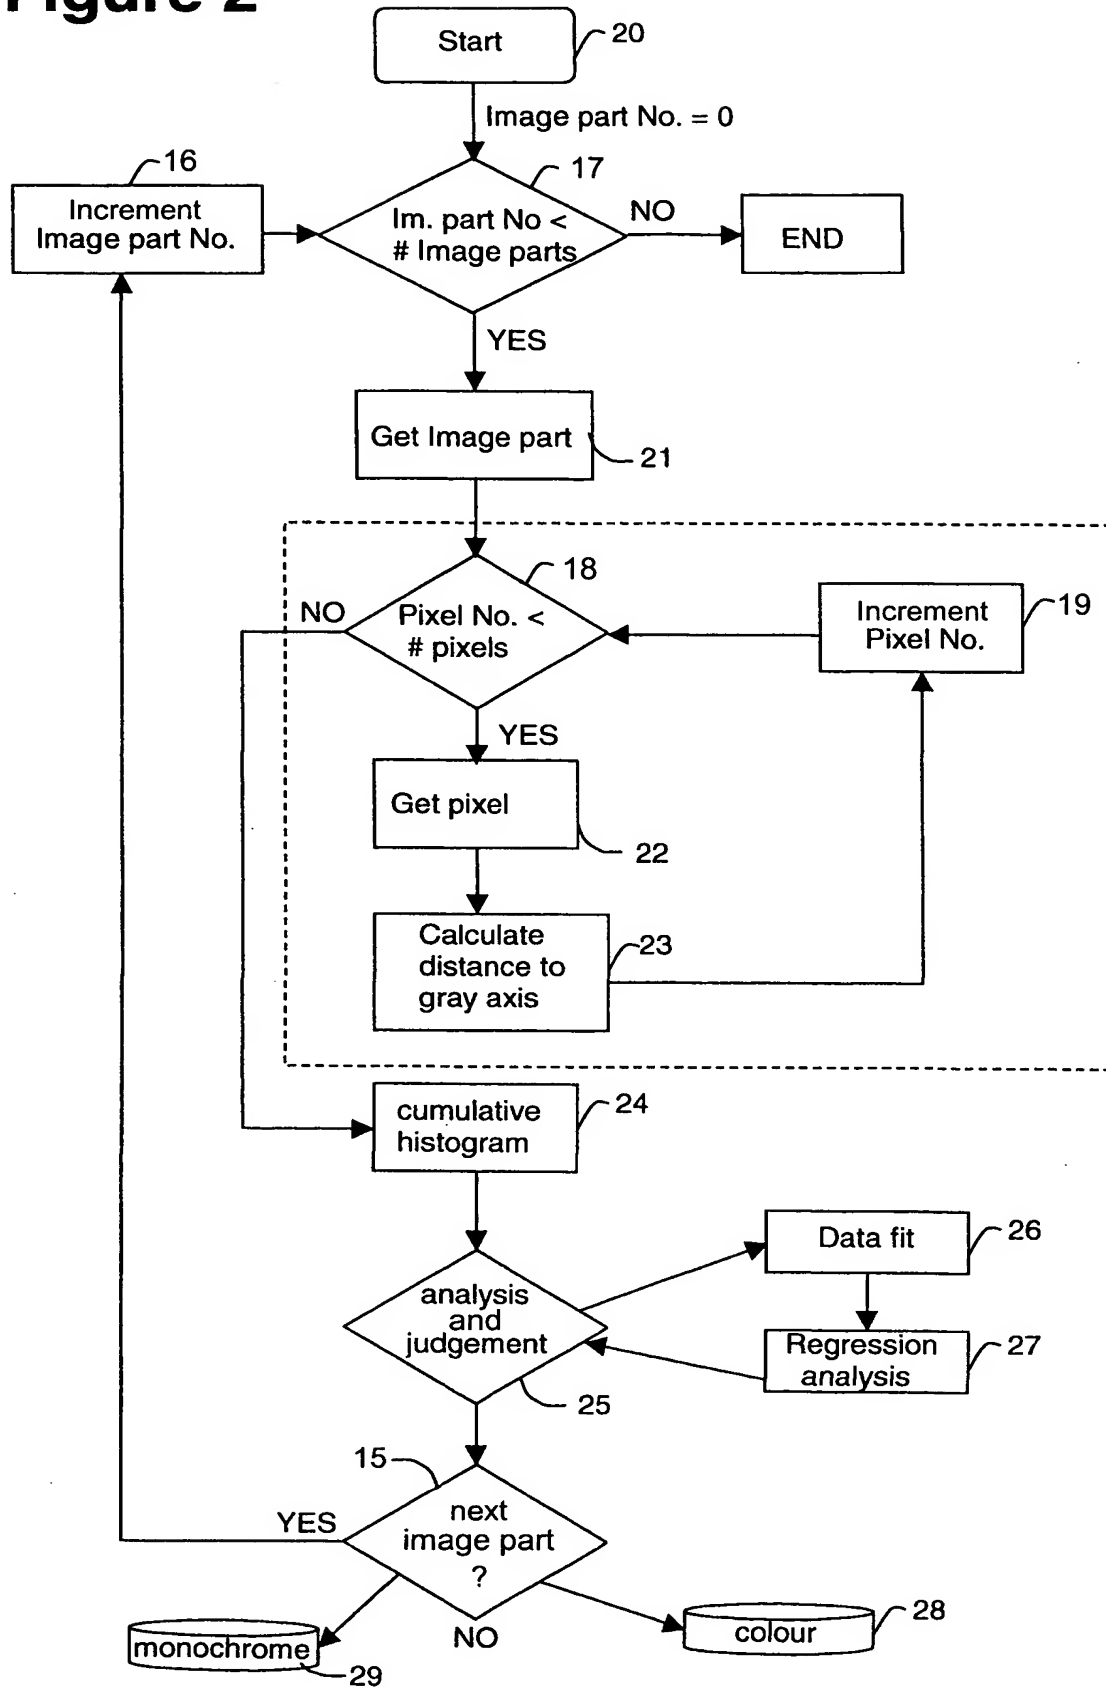 Figure 2
Start
20
Image part No. = 0
16
17
Increment
Image part No.
Im. part No <
# Image parts
NO
END
YES
Get Image part
21
18
NO
Pixel No. <
# pixels
Increment
Pixel No.
19
YES
Get pixel
22
Calculate
distance to
gray axis
23
cumulative
histogram
24
analysis
and
judgement
25
Data fit
26
Regression
analysis
27
15
YES
next
image part
?
NO
monochrome
29
colour
28